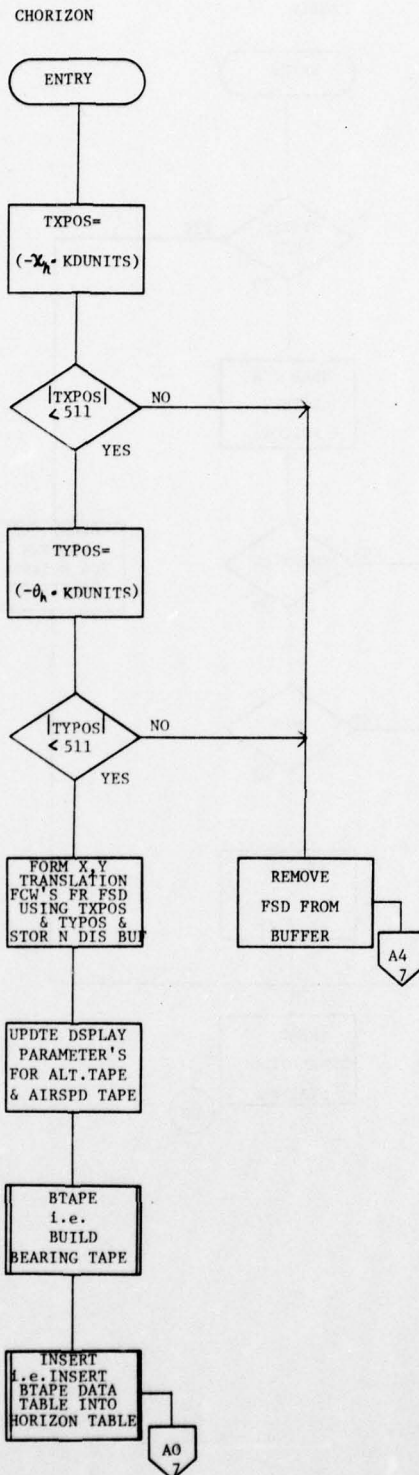 CHORIZON
ENTRY
TXPOS=
(-χₕ· KDUNITS)
|TXPOS|
< 511
NO
YES
TYPOS=
(-θₕ· KDUNITS)
|TYPOS|
< 511
NO
YES
FORM X,Y
TRANSLATION
FCW'S FR FSD
USING TXPOS
& TYPOS &
STOR N DIS BUF
REMOVE
FSD FROM
BUFFER
A4
7
UPDTE DSPLAY
PARAMETER'S
FOR ALT.TAPE
& AIRSPD TAPE
BTAPE
i.e.
BUILD
BEARING TAPE
INSERT
i.e.INSERT
BTAPE DATA
TABLE INTO
HORIZON TABLE
A0
7